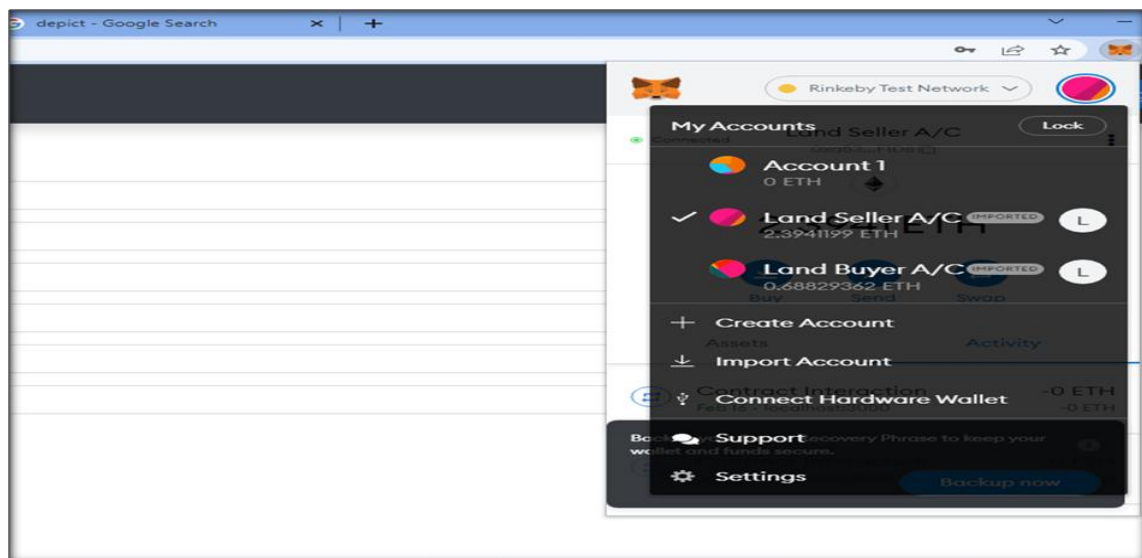 depict - Google Search
Rinkeby Test Network
My Accounts
Lock
Land Seller A/C
Connected
Account 1
0 ETH
Land Seller A/C IMPORTED L
2.3941199 ETH
Land Buyer A/C IMPORTED L
0.68829362 ETH
Buy Send Swap
Create Account
Assets Activity
Import Account
Contract Interaction -0 ETH
Connect Hardware Wallet
localhost:3000 -0 ETH
Support
Recovery Phrase to keep your
wallet and funds secure.
Settings
Backup now